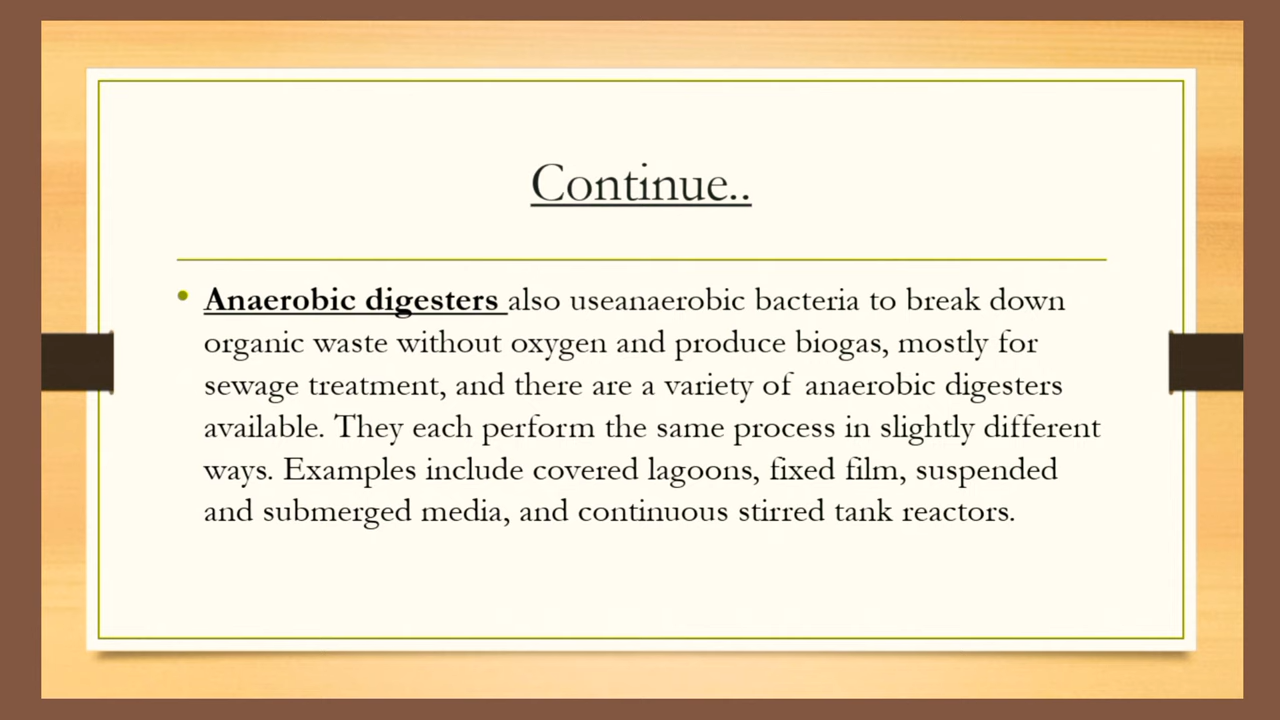 Continue..
• Anaerobic digesters also useanaerobic bacteria to break down
organic waste without oxygen and produce biogas, mostly for
sewage treatment, and there are a variety of anaerobic digesters
available. They each perform the same process in slightly different
ways. Examples include covered lagoons, fixed film, suspended
and submerged media, and continuous stirred tank reactors.